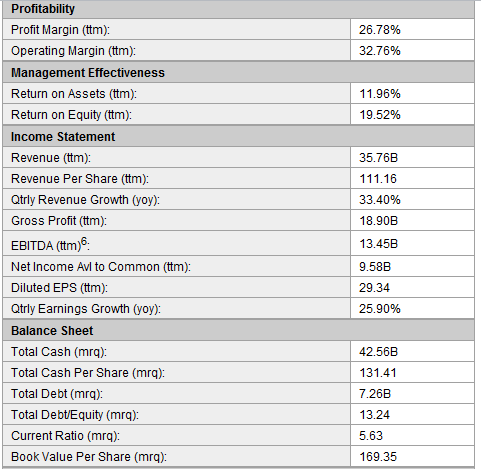 Profitability
Profit Margin (ttm): 26.78%
Operating Margin (ttm): 32.76%
Management Effectiveness
Return on Assets (ttm): 11.96%
Return on Equity (ttm): 19.52%
Income Statement
Revenue (ttm): 35.76B
Revenue Per Share (ttm): 111.16
Qtrly Revenue Growth (yoy): 33.40%
Gross Profit (ttm): 18.90B
EBITDA (ttm)6: 13.45B
Net Income Avl to Common (ttm): 9.58B
Diluted EPS (ttm): 29.34
Qtrly Earnings Growth (yoy): 25.90%
Balance Sheet
Total Cash (mrq): 42.56B
Total Cash Per Share (mrq): 131.41
Total Debt (mrq): 7.26B
Total Debt/Equity (mrq): 13.24
Current Ratio (mrq): 5.63
Book Value Per Share (mrq): 169.35